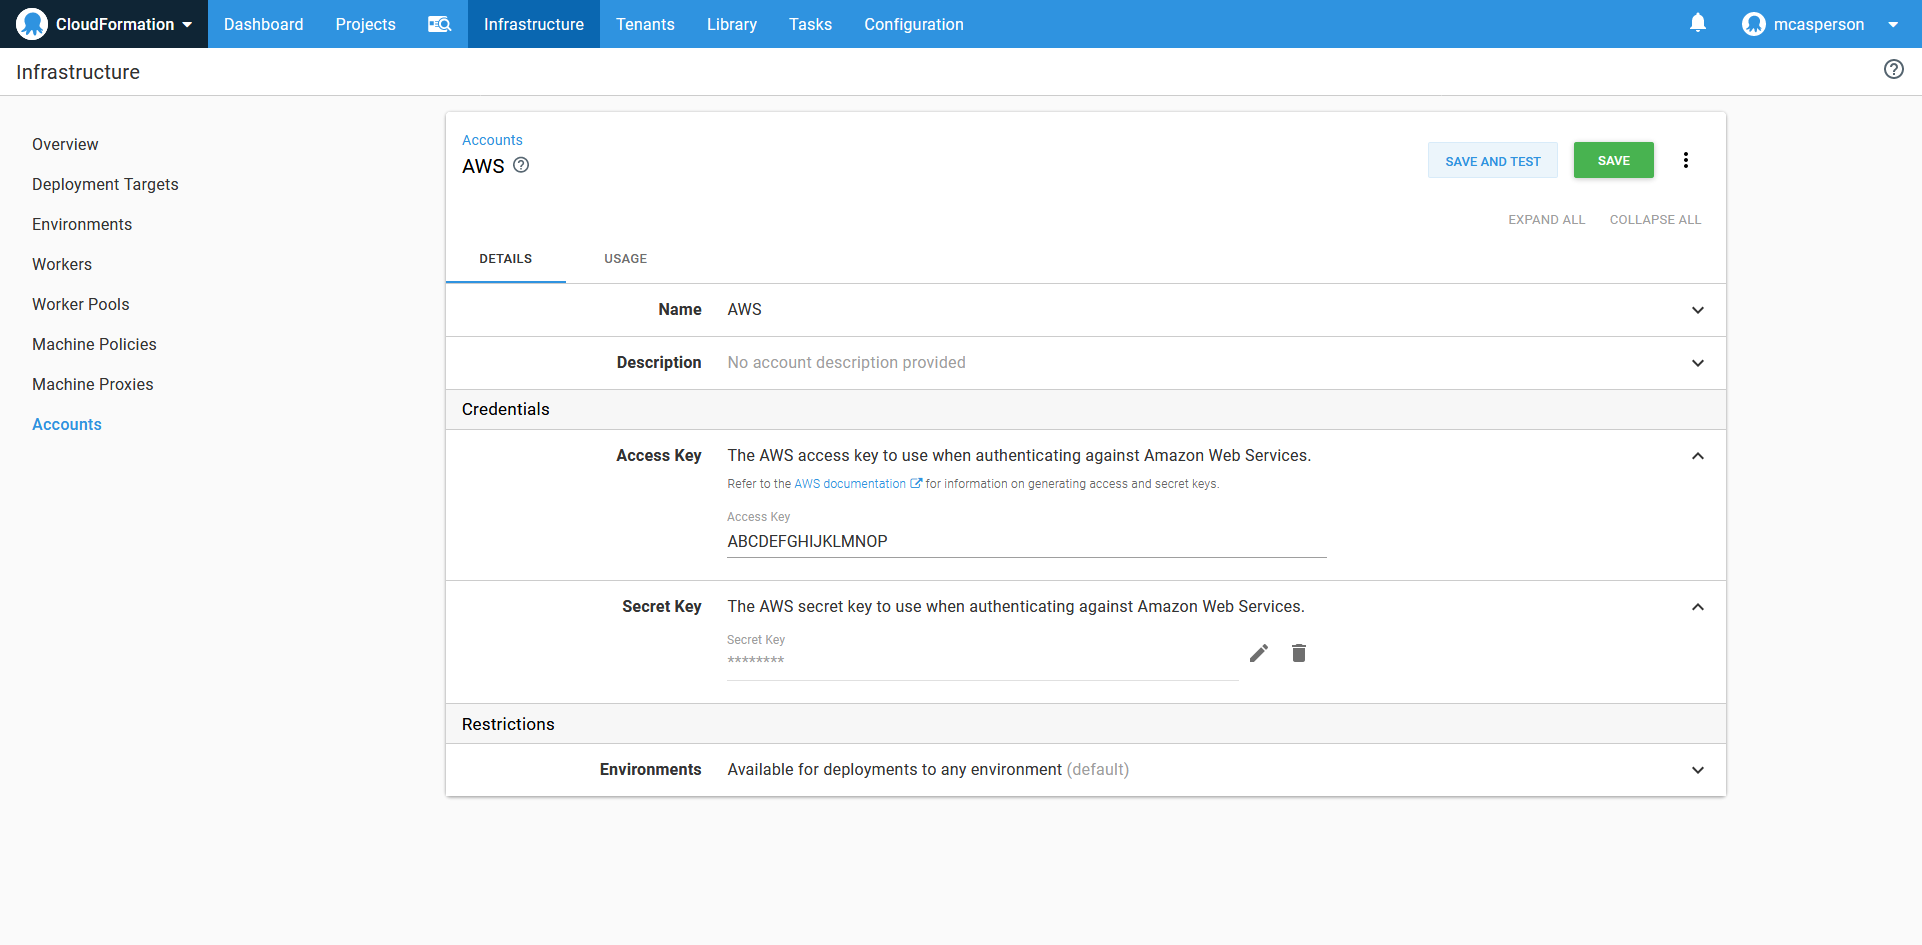 CloudFormation Dashboard Projects Infrastructure Tenants Library Tasks Configuration mcasperson
Infrastructure
Overview
Deployment Targets
Environments
Workers
Worker Pools
Machine Policies
Machine Proxies
Accounts
Accounts
AWS
SAVE AND TEST SAVE
EXPAND ALL COLLAPSE ALL
DETAILS USAGE
Name AWS
Description No account description provided
Credentials
Access Key The AWS access key to use when authenticating against Amazon Web Services.
Refer to the AWS documentation for information on generating access and secret keys.
Access Key
ABCDEFGHIJKLMNOP
Secret Key The AWS secret key to use when authenticating against Amazon Web Services.
Secret Key
********
Restrictions
Environments Available for deployments to any environment (default)